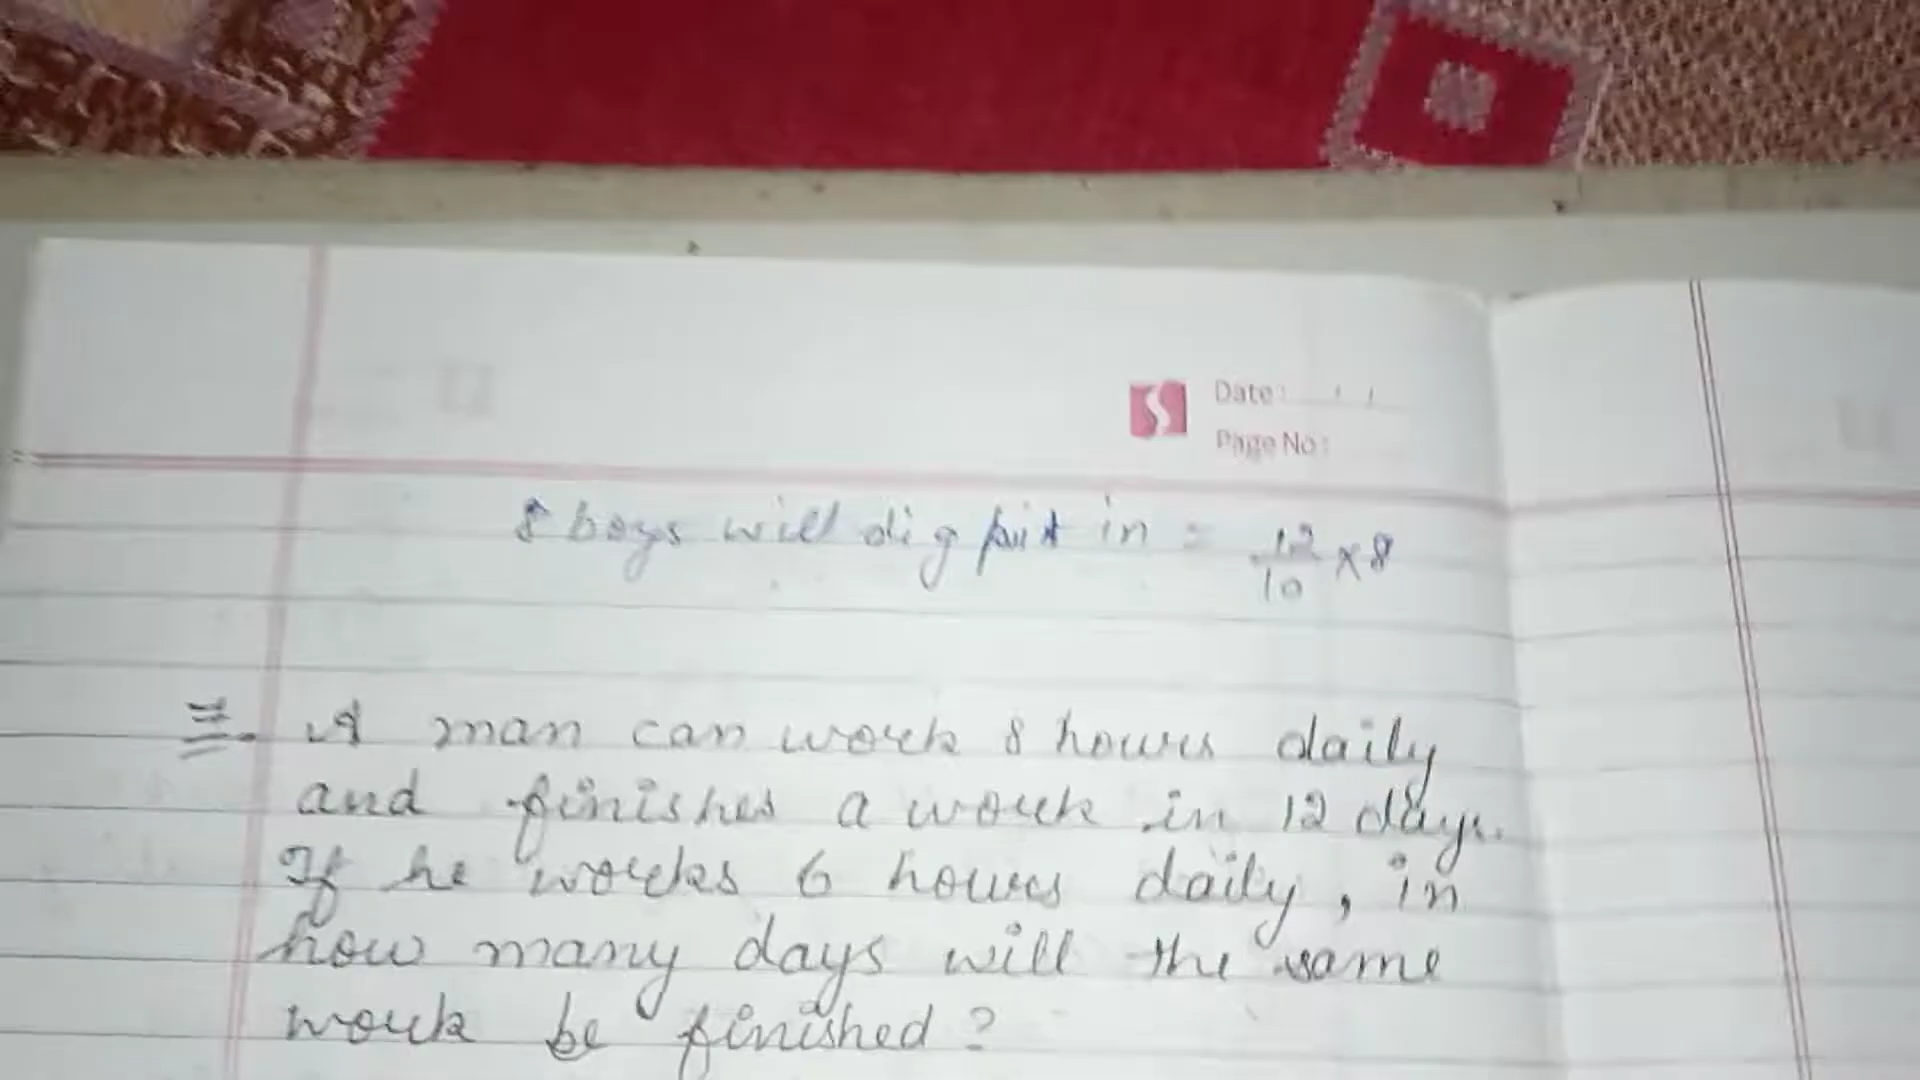 Date :
Page No :
8 boys will dig pit in = 12/10 × 8
A man can work 8 hours daily
and finishes a work in 12 days.
If he works 6 hours daily, in
how many days will the same
work be finished?